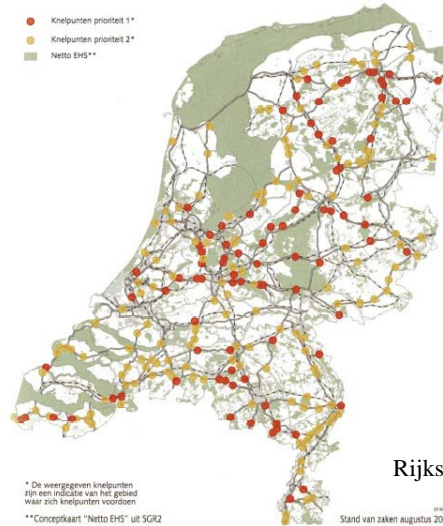 Knelpunten prioriteit 1*
Knelpunten prioriteit 2*
Netto EHS**
* De weergegeven knelpunten
zijn een indicatie van het gebied
waar zich knelpunten voordoen
**Conceptkaart "Netto EHS" uit SGR2
Rijks
Stand van zaken augustus 20